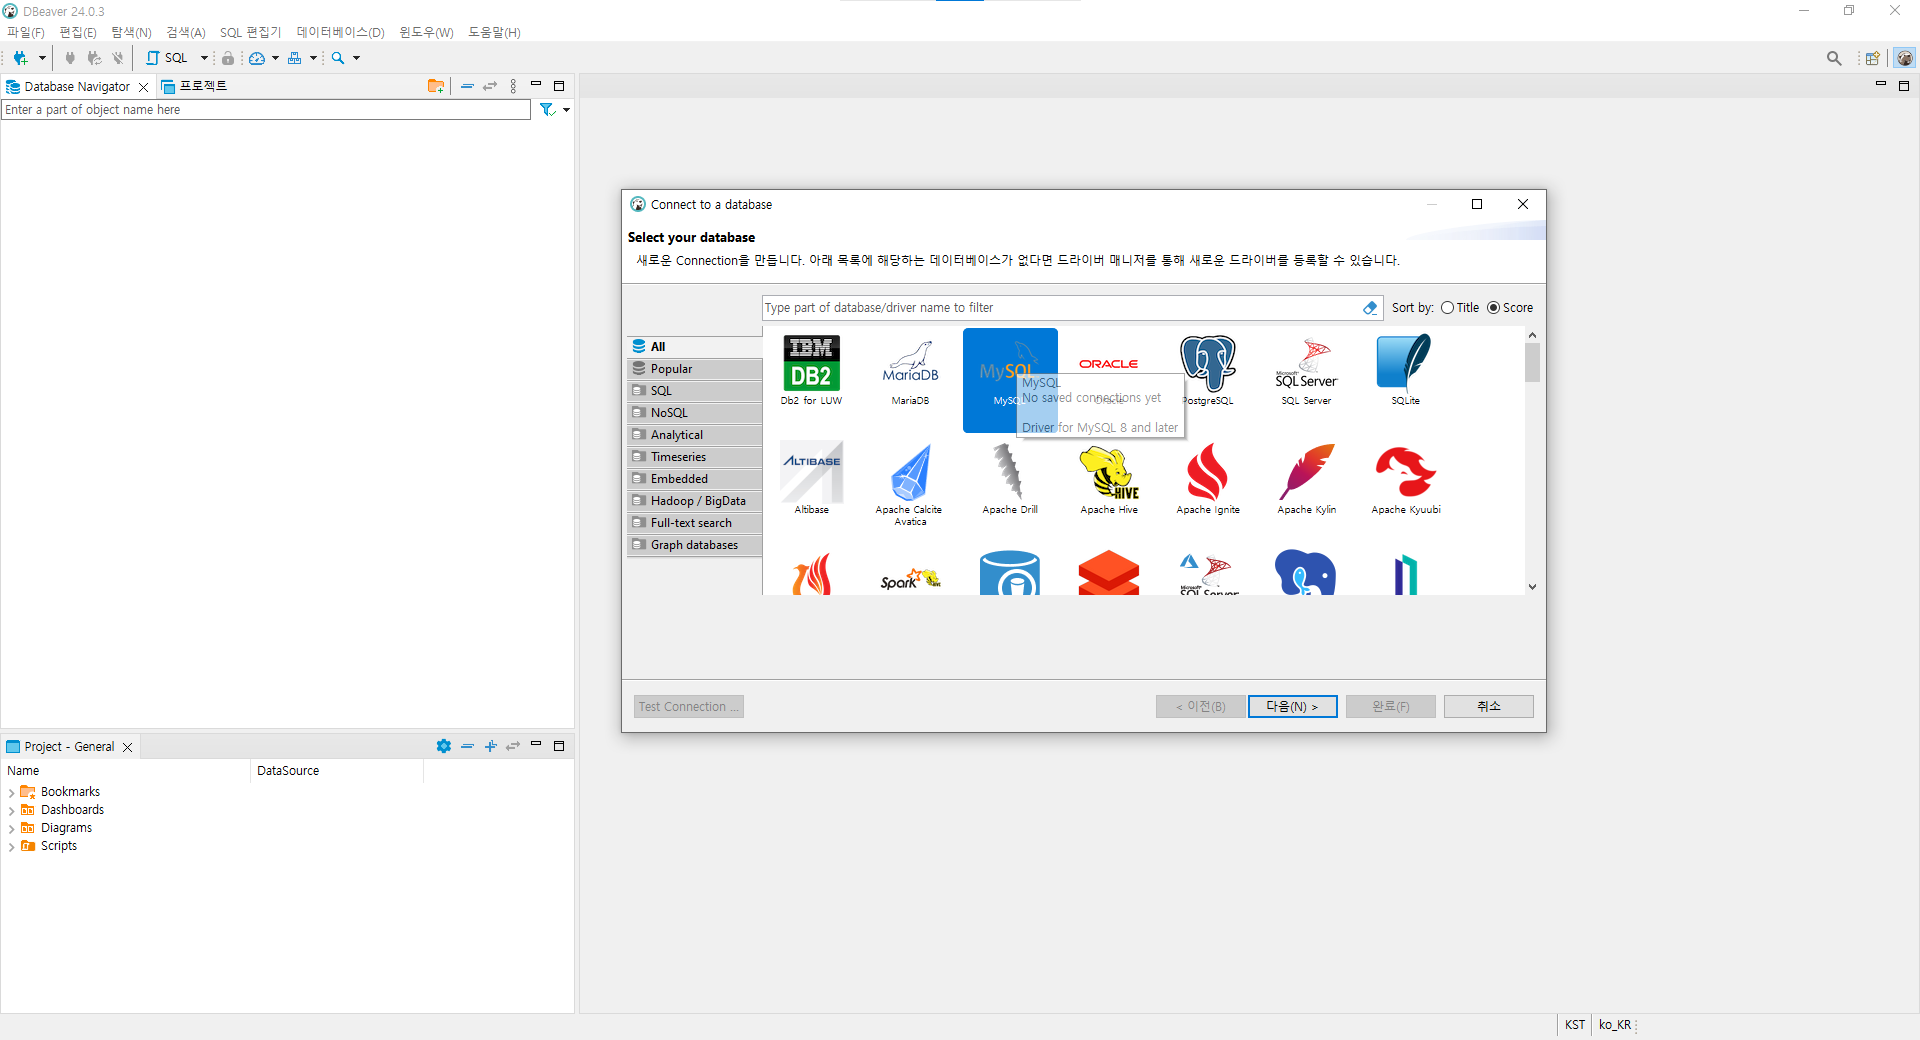 DBeaver 24.0.3
파일(F) 편집(E) 탐색(N) 검색(A) SQL 편집기 데이터베이스(D) 윈도우(W) 도움말(H)
SQL
Database Navigator 프로젝트
Enter a part of object name here
Connect to a database
Select your database
새로운 Connection을 만듭니다. 아래 목록에 해당하는 데이터베이스가 없다면 드라이버 매니저를 통해 새로운 드라이버를 등록할 수 있습니다.
Type part of database/driver name to filter
Sort by: Title Score
All
Popular
SQL
NoSQL
Analytical
Timeseries
Embedded
Hadoop / BigData
Full-text search
Graph databases
IBM
DB2
MariaDB
MySQL
ORACLE
Microsoft
SQL Server
Db2 for LUW
MariaDB
MySQL
Oracle
PostgreSQL
SQL Server
SQLite
MySQL
No saved connections yet
Driver for MySQL 8 and later
ALTIBASE
HIVE
Altibase
Apache Calcite
Avatica
Apache Drill
Apache Hive
Apache Ignite
Apache Kylin
Apache Kyuubi
Spark
HIVE
Microsoft
SQL Server
Test Connection ...
< 이전(B)
다음(N) >
완료(F)
취소
Project - General
Name DataSource
Bookmarks
Dashboards
Diagrams
Scripts
KST ko_KR